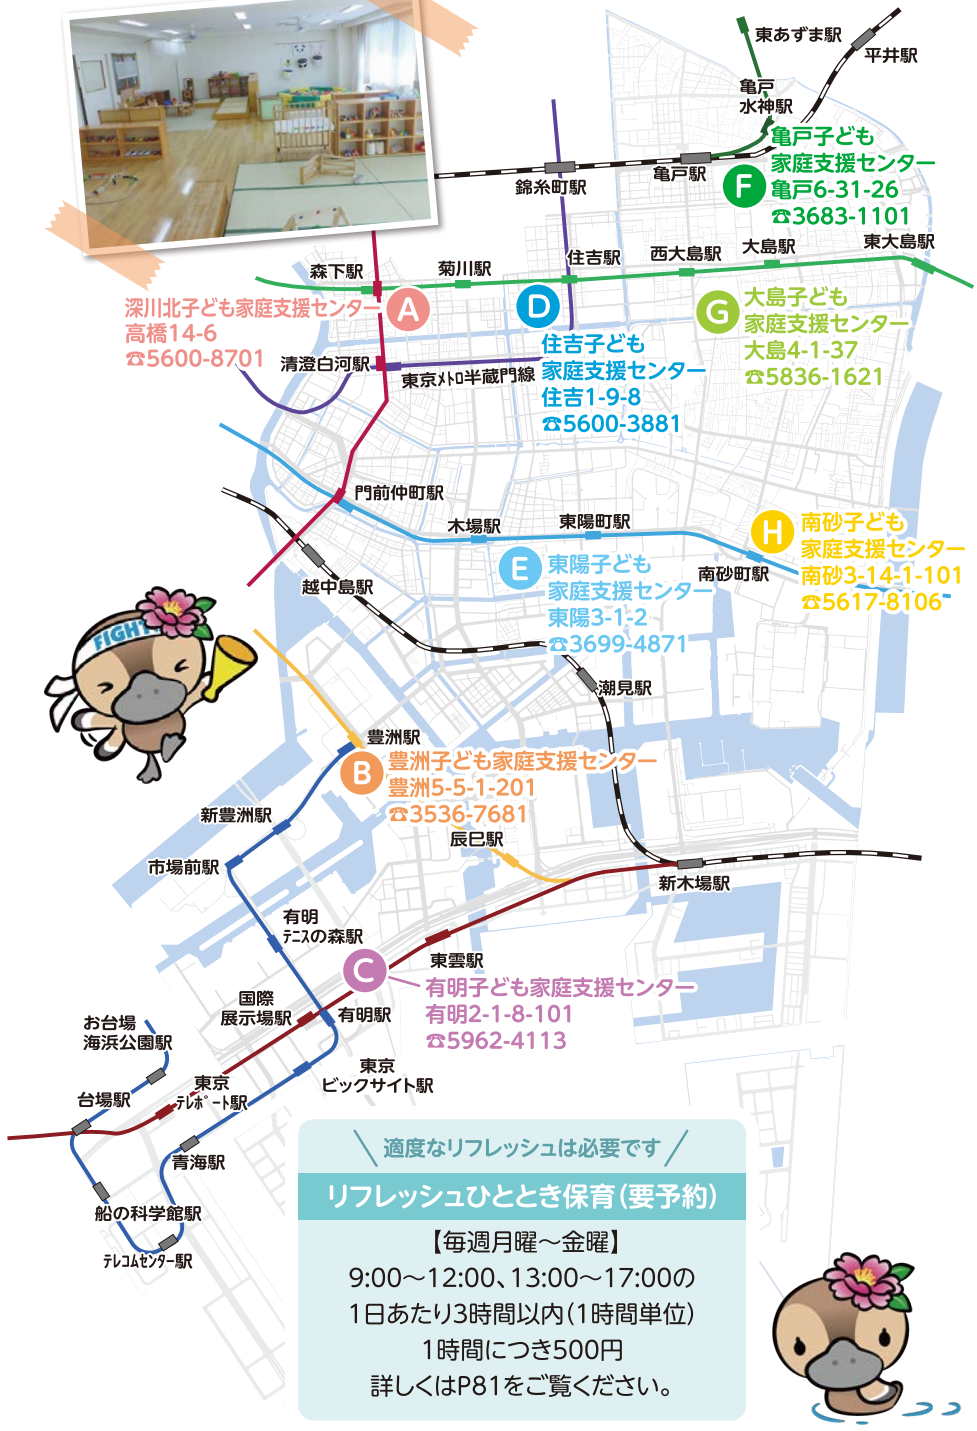 東あずま駅
平井駅
亀戸
水神駅
亀戸駅
錦糸町駅
F
亀戸子ども
家庭支援センター
亀戸6-31-26
☎3683-1101
森下駅
菊川駅
住吉駅
西大島駅
大島駅
東大島駅
A
深川北子ども家庭支援センター
高橋14-6
☎5600-8701
D
住吉子ども
家庭支援センター
住吉1-9-8
☎5600-3881
G
大島子ども
家庭支援センター
大島4-1-37
☎5836-1621
清澄白河駅
東京ﾒﾄﾛ半蔵門線
門前仲町駅
木場駅
東陽町駅
南砂町駅
越中島駅
E
東陽子ども
家庭支援センター
東陽3-1-2
☎3699-4871
H
南砂子ども
家庭支援センター
南砂3-14-1-101
☎5617-8106
FIGHT!
潮見駅
豊洲駅
B
豊洲子ども家庭支援センター
豊洲5-5-1-201
☎3536-7681
新豊洲駅
辰巳駅
市場前駅
新木場駅
有明
ﾃﾆｽの森駅
東雲駅
C
有明子ども家庭支援センター
有明2-1-8-101
☎5962-4113
国際
展示場駅
有明駅
お台場
海浜公園駅
東京
ビックサイト駅
台場駅
東京
ﾃﾚﾎﾟｰﾄ駅
青海駅
船の科学館駅
ﾃﾚｺﾑｾﾝﾀｰ駅
適度なリフレッシュは必要です
リフレッシュひととき保育（要予約）
【毎週月曜～金曜】
9:00～12:00、13:00～17:00の
1日あたり3時間以内（1時間単位）
1時間につき500円
詳しくはP81をご覧ください。